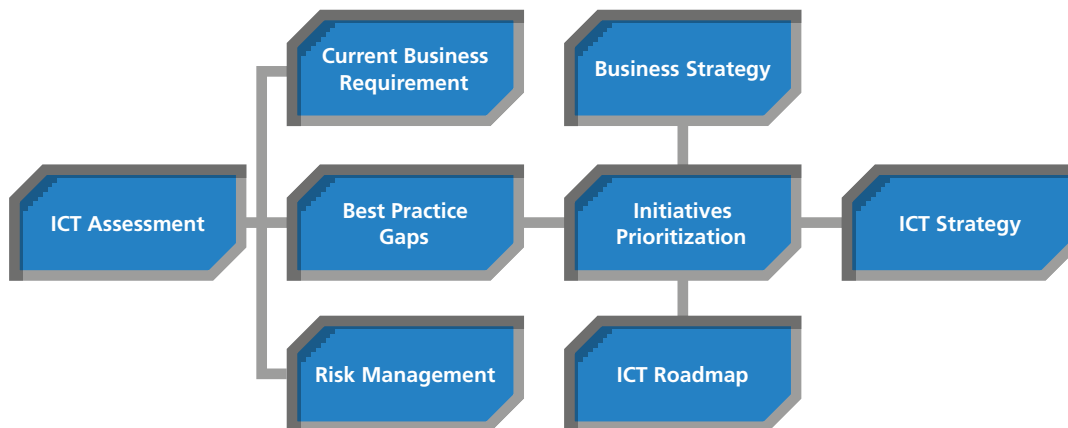 Current Business
Requirement
Business Strategy
ICT Assessment
Best Practice
Gaps
Initiatives
Prioritization
ICT Strategy
Risk Management
ICT Roadmap